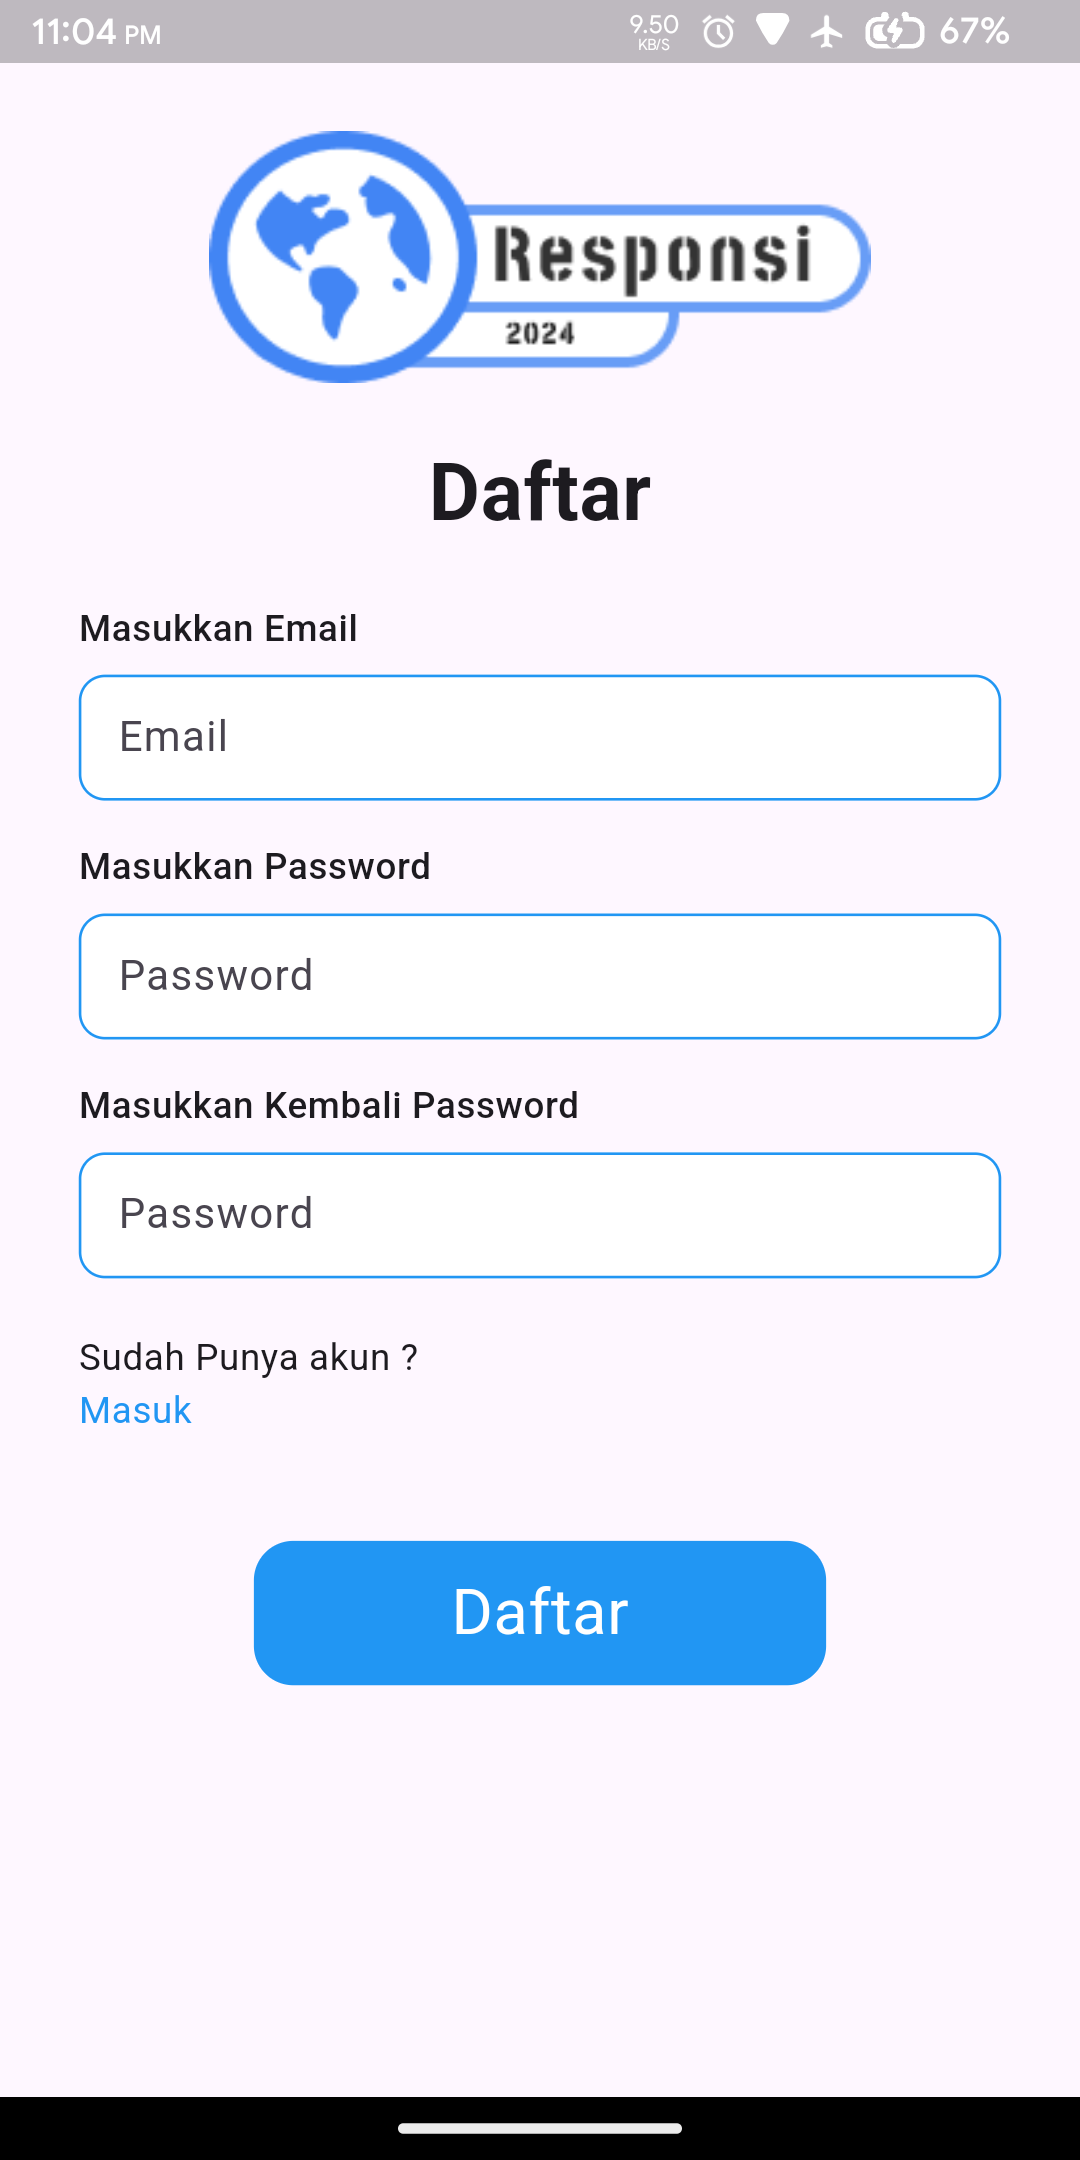 11:04 PM
9.50
KB/S
67%
Responsi
2024
Daftar
Masukkan Email
Email
Masukkan Password
Password
Masukkan Kembali Password
Password
Sudah Punya akun ?
Masuk
Daftar